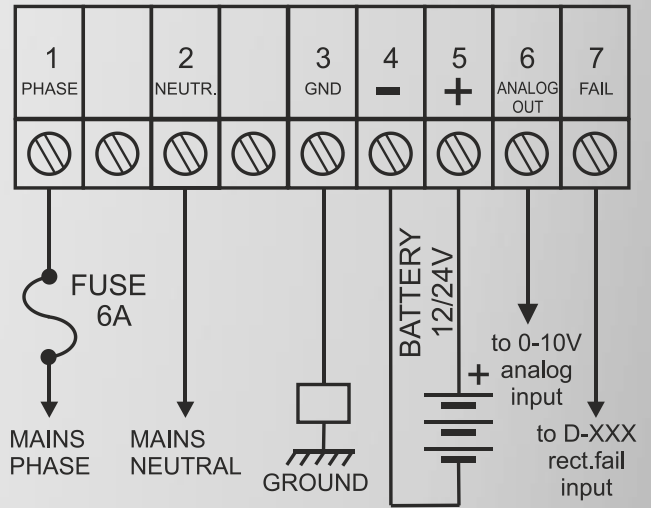 1
PHASE
2
NEUTR.
3
GND
4
−
5
+
6
ANALOG
OUT
7
FAIL
FUSE
6A
MAINS
PHASE
MAINS
NEUTRAL
GROUND
BATTERY
12/24V
+
to 0-10V
analog
input
to D-XXX
rect.fail
input